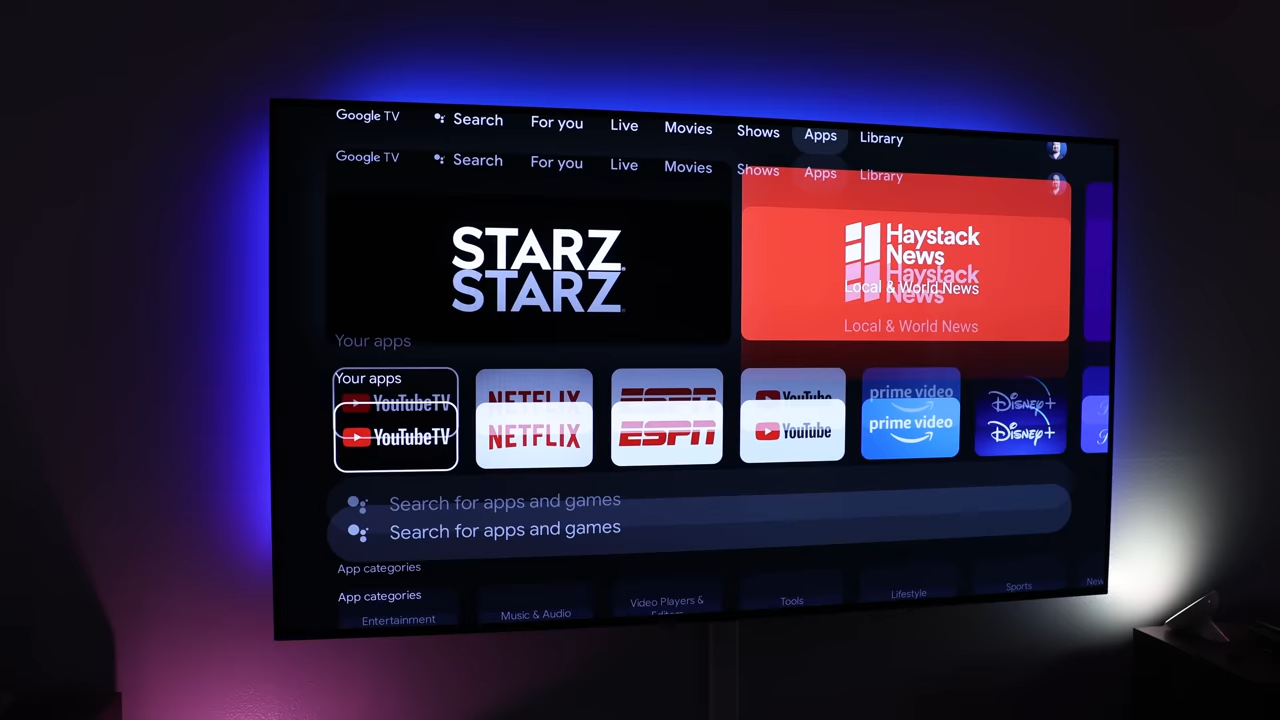 Google TV Search For you Live Movies Shows Apps Library
Google TV Search For you Live Movies Shows Apps Library
STARZ
STARZ
Haystack
News
Haystack
News
Local & World News
Local & World News
Your apps
Your apps
YouTubeTV NETFLIX ESPN YouTube prime video Disney+
YouTubeTV NETFLIX ESPN YouTube prime video Disney+
Search for apps and games
Search for apps and games
App categories
App categories
Entertainment Music & Audio Video Players & Tools Lifestyle Sports New